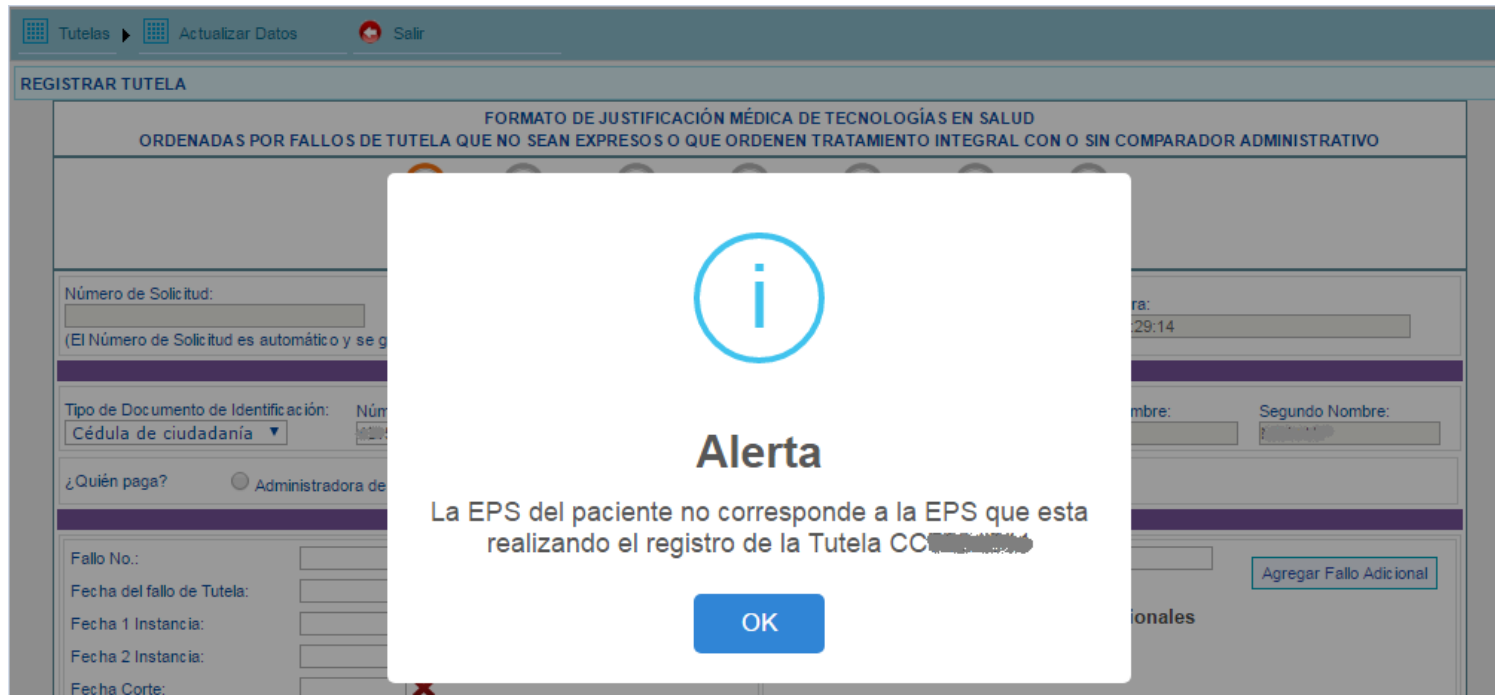 Tutelas Actualizar Datos Salir
REGISTRAR TUTELA
FORMATO DE JUSTIFICACIÓN MÉDICA DE TECNOLOGÍAS EN SALUD
ORDENADAS POR FALLOS DE TUTELA QUE NO SEAN EXPRESOS O QUE ORDENEN TRATAMIENTO INTEGRAL CON O SIN COMPARADOR ADMINISTRATIVO
Número de Solicitud:
ra:
:29:14
(El Número de Solicitud es automático y se g
Tipo de Documento de Identificación: Núm mbre: Segundo Nombre:
Cédula de ciudadanía
¿Quién paga? Administradora de
i
Alerta
La EPS del paciente no corresponde a la EPS que esta
realizando el registro de la Tutela CC
OK
Fallo No.:
Agregar Fallo Adicional
Fecha del fallo de Tutela:
Fecha 1 Instancia:
ionales
Fecha 2 Instancia:
Fecha Corte: